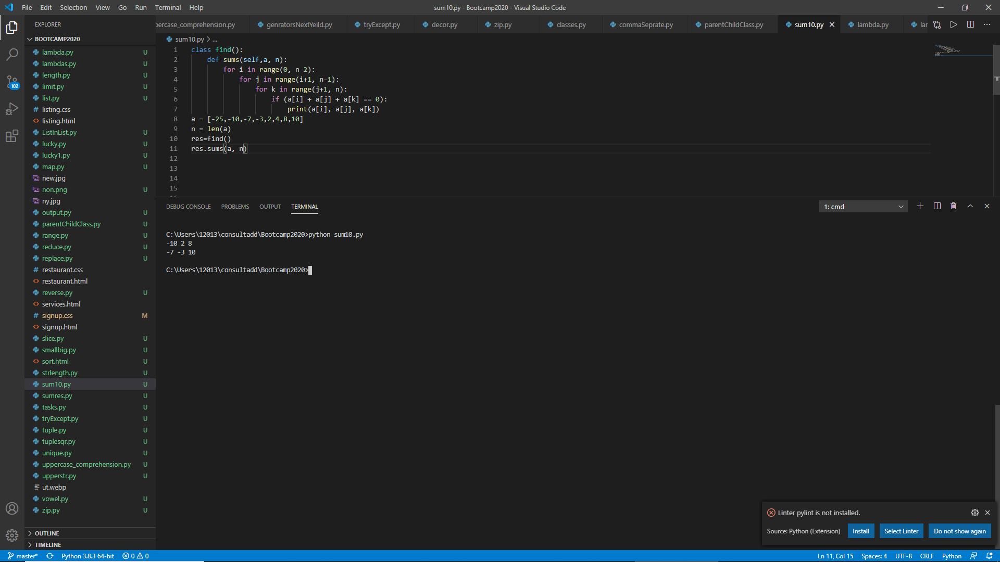 File Edit Selection View Go Run Terminal Help
sum10.py - Bootcamp2020 - Visual Studio Code
EXPLORER
percase_comprehension.py genratorsNextYeild.py tryExcept.py decor.py zip.py classes.py commaSeprate.py parentChildClass.py sum10.py lambda.py lar
BOOTCAMP2020
lambda.py U
lambdas.py U
length.py U
limit.py U
list.py U
listing.css
listing.html
ListInList.py U
lucky.py U
lucky1.py U
map.py U
new.jpg
non.png U
ny.jpg
output.py U
parentChildClass.py U
range.py U
reduce.py U
replace.py U
restaurant.css
restaurant.html
reverse.py U
services.html
signup.css M
signup.html
slice.py U
smallbig.py U
sort.html U
strlength.py U
sum10.py U
sumres.py U
tasks.py U
tryExcept.py U
tuple.py U
tuplesqr.py U
unique.py U
uppercase_comprehension.py U
upperstr.py U
ut.webp
vowel.py U
zip.py U
OUTLINE
TIMELINE
102
sum10.py > ...
1 class find():
2 def sums(self,a, n):
3 for i in range(0, n-2):
4 for j in range(i+1, n-1):
5 for k in range(j+1, n):
6 if (a[i] + a[j] + a[k] == 0):
7 print(a[i], a[j], a[k])
8 a = [-25,-10,-7,-3,2,4,8,10]
9 n = len(a)
10 res=find()
11 res.sums(a, n)
12
13
14
15
DEBUG CONSOLE PROBLEMS OUTPUT TERMINAL
1: cmd
C:\Users\12013\consultadd\Bootcamp2020>python sum10.py
-10 2 8
-7 -3 10
C:\Users\12013\consultadd\Bootcamp2020>
Linter pylint is not installed.
Source: Python (Extension) Install Select Linter Do not show again
master* Python 3.8.3 64-bit 0 0
Ln 11, Col 15 Spaces: 4 UTF-8 CRLF Python